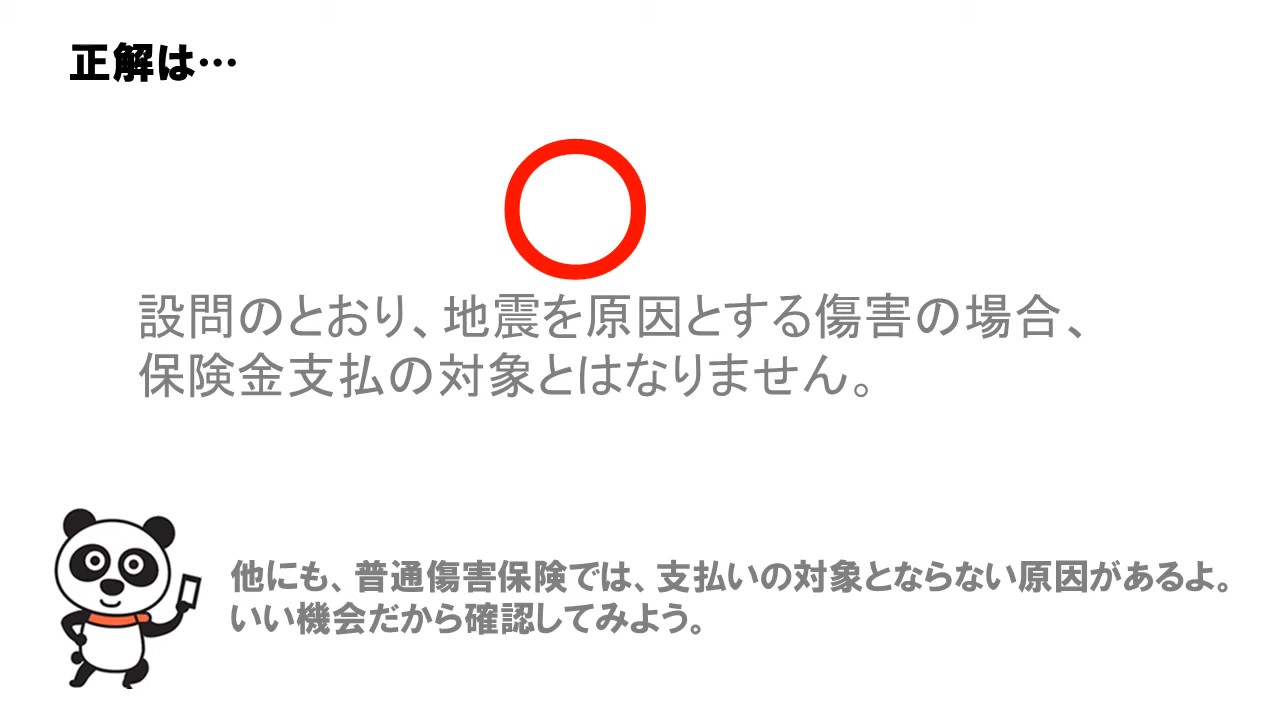 正解は…
設問のとおり、地震を原因とする傷害の場合、
保険金支払の対象とはなりません。
他にも、普通傷害保険では、支払いの対象とならない原因があるよ。
いい機会だから確認してみよう。